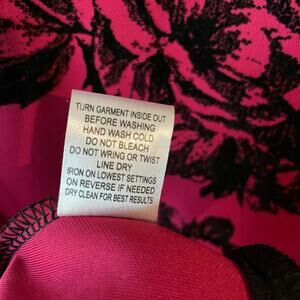 TURN GARMENT INSIDE OUT
BEFORE WASHING
HAND WASH COLD
DO NOT BLEACH
DO NOT WRING OR TWIST
LINE DRY
IRON ON LOWEST SETTINGS
ON REVERSE IF NEEDED
DRY CLEAN FOR BEST RESULTS